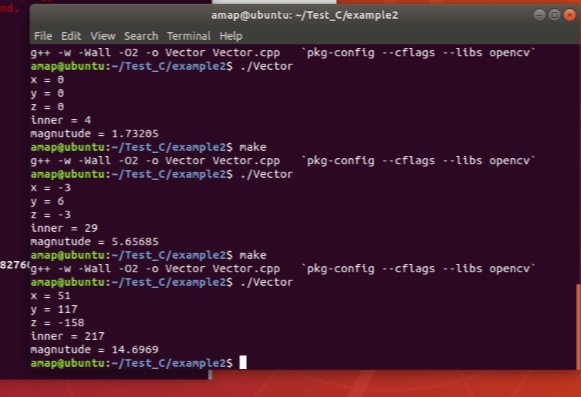 nd.
amap@ubuntu: ~/Test_C/example2
File Edit View Search Terminal Help
g++ -w -Wall -O2 -o Vector Vector.cpp `pkg-config --cflags --libs opencv`
amap@ubuntu:~/Test_C/example2$ ./Vector
x = 0
y = 0
z = 0
inner = 4
magnutude = 1.73205
amap@ubuntu:~/Test_C/example2$ make
g++ -w -Wall -O2 -o Vector Vector.cpp `pkg-config --cflags --libs opencv`
amap@ubuntu:~/Test_C/example2$ ./Vector
x = -3
y = 6
z = -3
inner = 29
magnutude = 5.65685
amap@ubuntu:~/Test_C/example2$ make
82760
g++ -w -Wall -O2 -o Vector Vector.cpp `pkg-config --cflags --libs opencv`
amap@ubuntu:~/Test_C/example2$ ./Vector
x = 51
y = 117
z = -158
inner = 217
magnutude = 14.6969
amap@ubuntu:~/Test_C/example2$